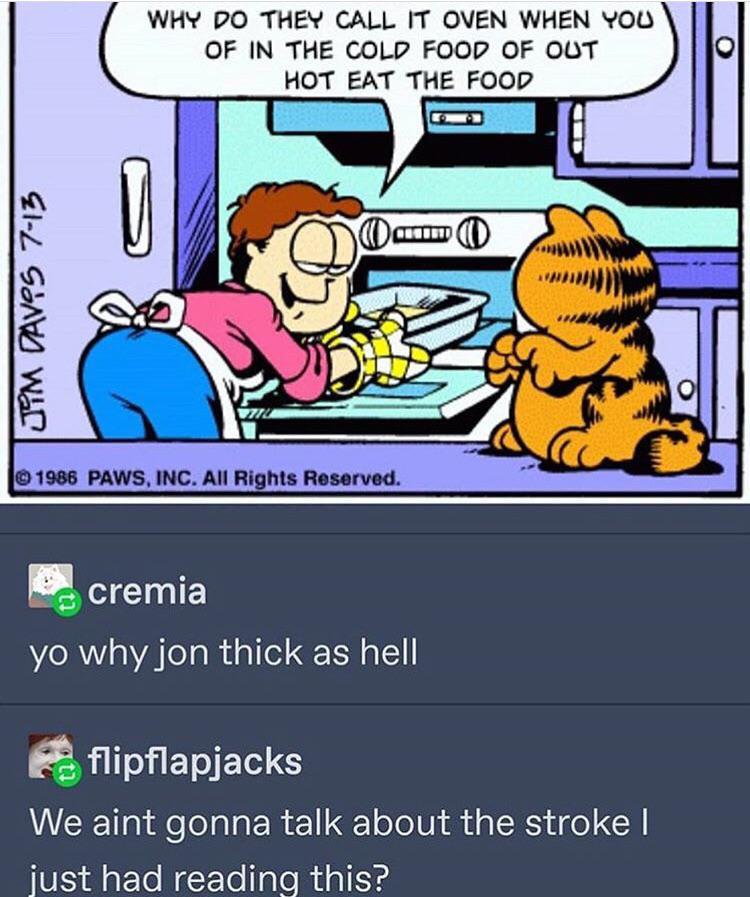 WHY DO THEY CALL IT OVEN WHEN YOU
OF IN THE COLD FOOD OF OUT
HOT EAT THE FOOD
JIM DAVIS 7-13
© 1986 PAWS, INC. All Rights Reserved.
cremia
yo why jon thick as hell
flipflapjacks
We aint gonna talk about the stroke I
just had reading this?